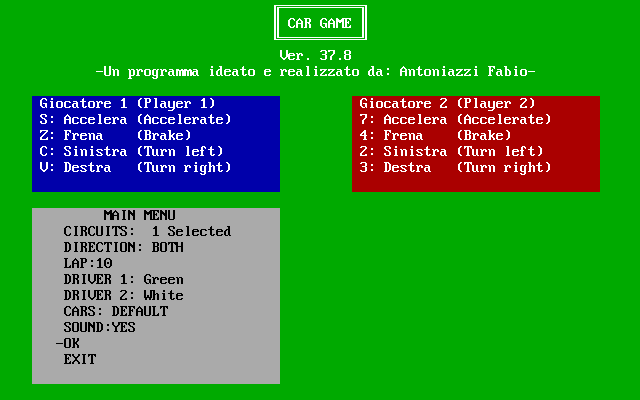 CAR GAME
Ver. 37.8
-Un programma ideato e realizzato da: Antoniazzi Fabio-
Giocatore 1 (Player 1)
S: Accelera (Accelerate)
Z: Frena (Brake)
C: Sinistra (Turn left)
V: Destra (Turn right)
Giocatore 2 (Player 2)
7: Accelera (Accelerate)
4: Frena (Brake)
2: Sinistra (Turn left)
3: Destra (Turn right)
MAIN MENU
CIRCUITS: 1 Selected
DIRECTION: BOTH
LAP:10
DRIVER 1: Green
DRIVER 2: White
CARS: DEFAULT
SOUND:YES
-OK
EXIT